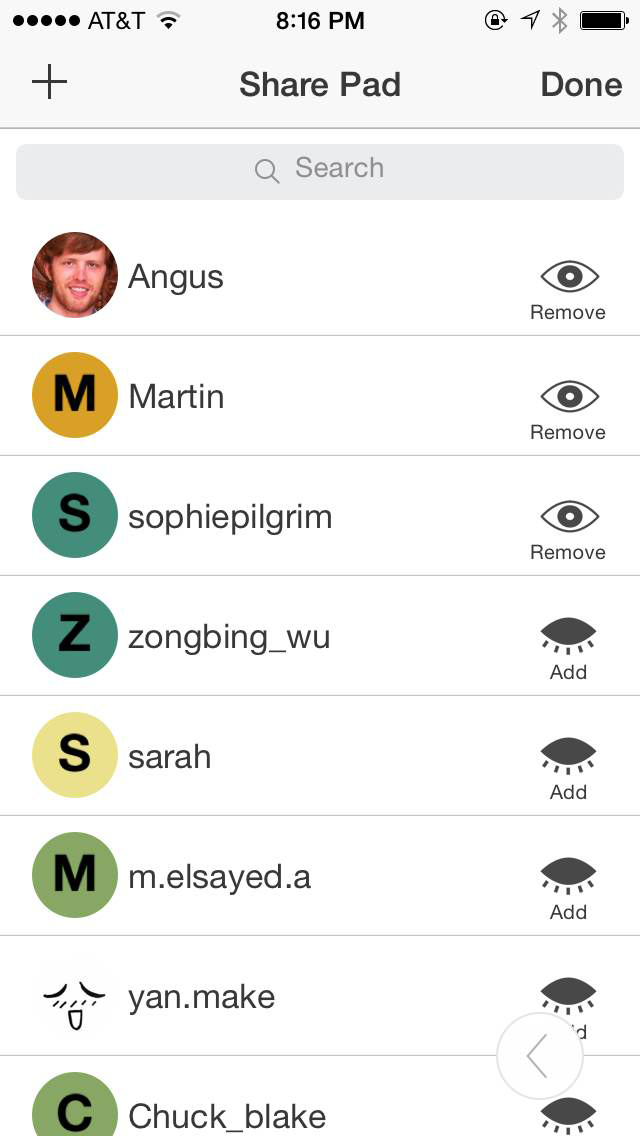 AT&T 8:16 PM
Share Pad Done
Search
Angus
Remove
M Martin
Remove
S sophiepilgrim
Remove
Z zongbing_wu
Add
S sarah
Add
M m.elsayed.a
Add
yan.make
C Chuck_blake